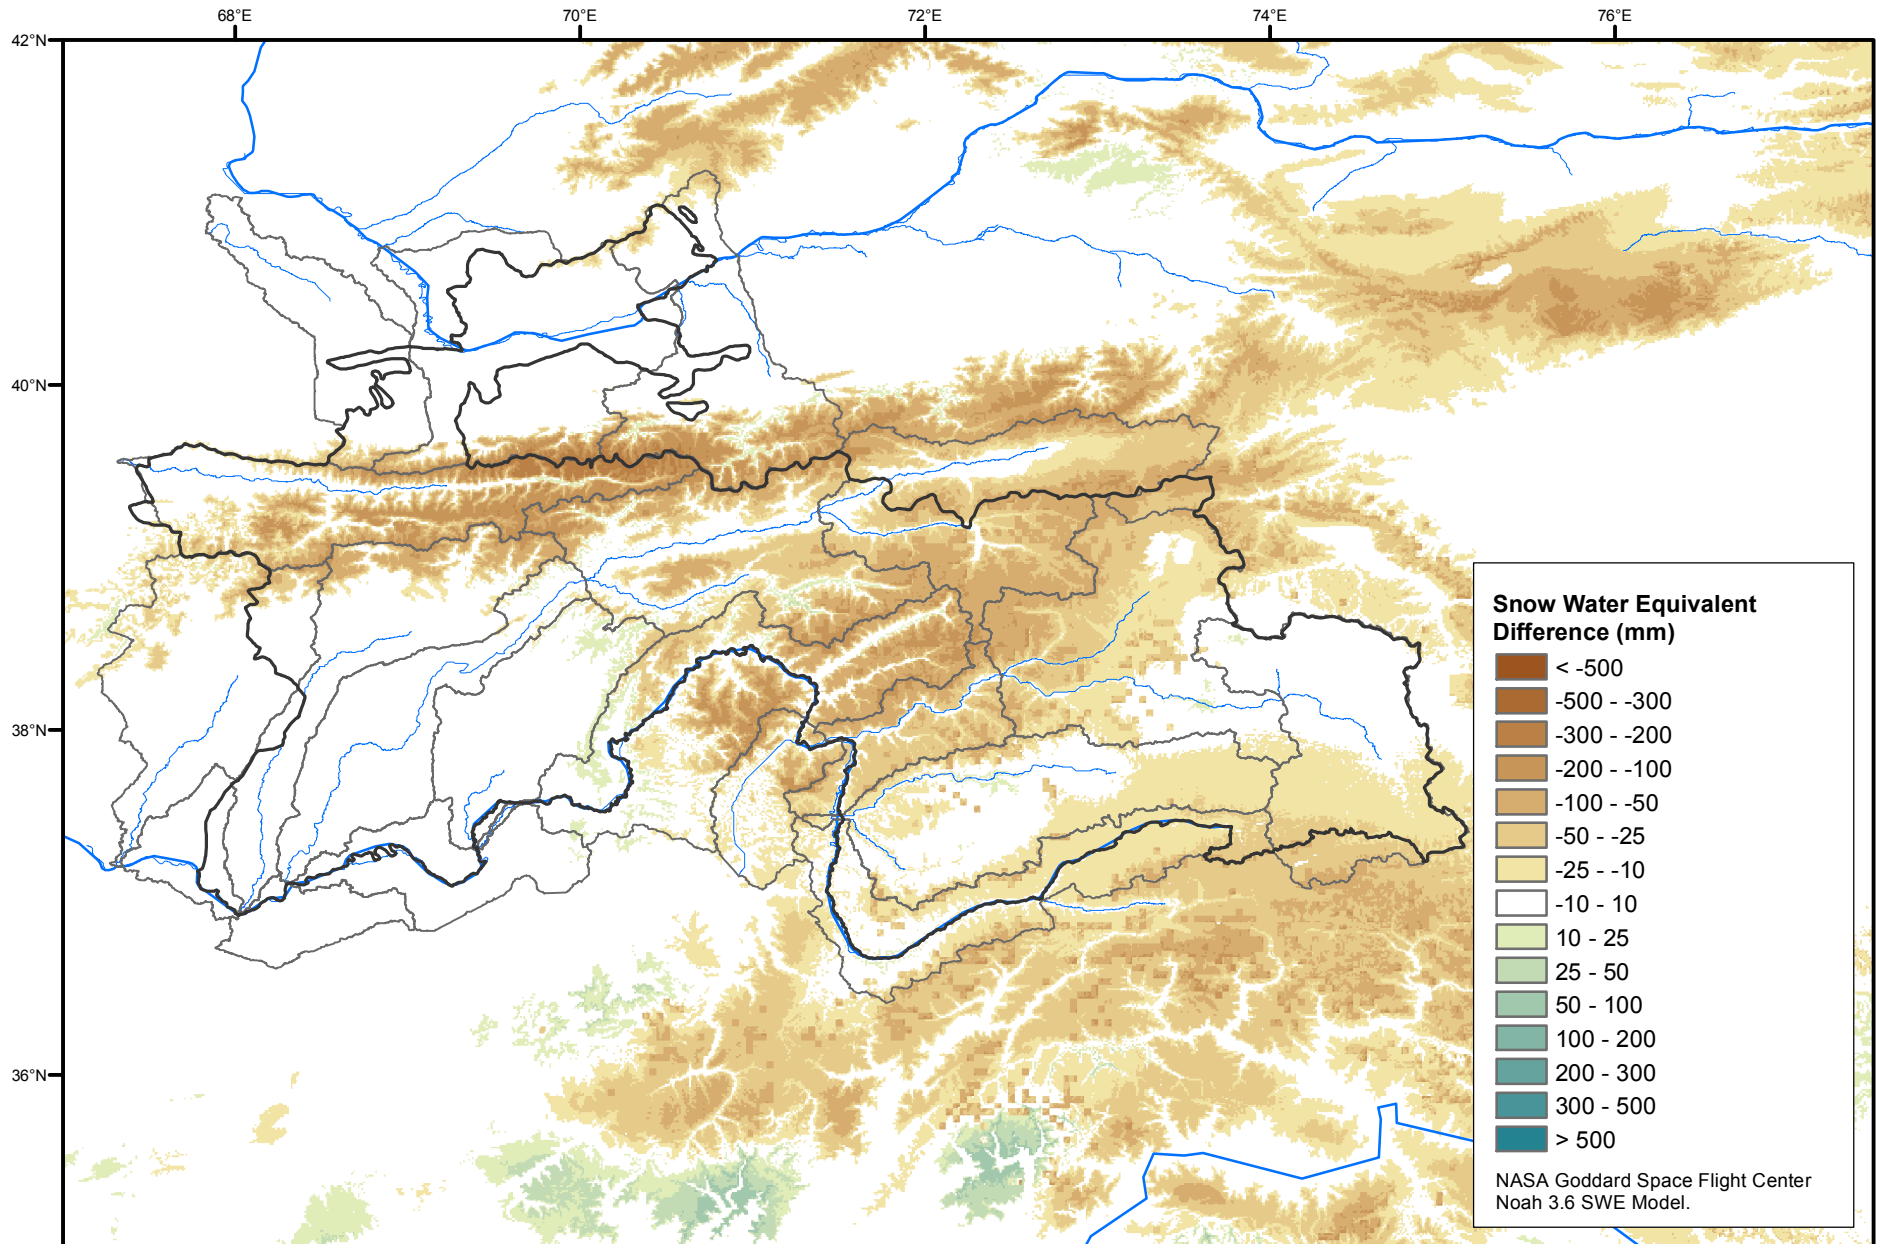 68°E
70°E
72°E
74°E
76°E
42°N
40°N
38°N
36°N
Snow Water Equivalent
Difference (mm)
< -500
-500 - -300
-300 - -200
-200 - -100
-100 - -50
-50 - -25
-25 - -10
-10 - 10
10 - 25
25 - 50
50 - 100
100 - 200
200 - 300
300 - 500
> 500
NASA Goddard Space Flight Center
Noah 3.6 SWE Model.